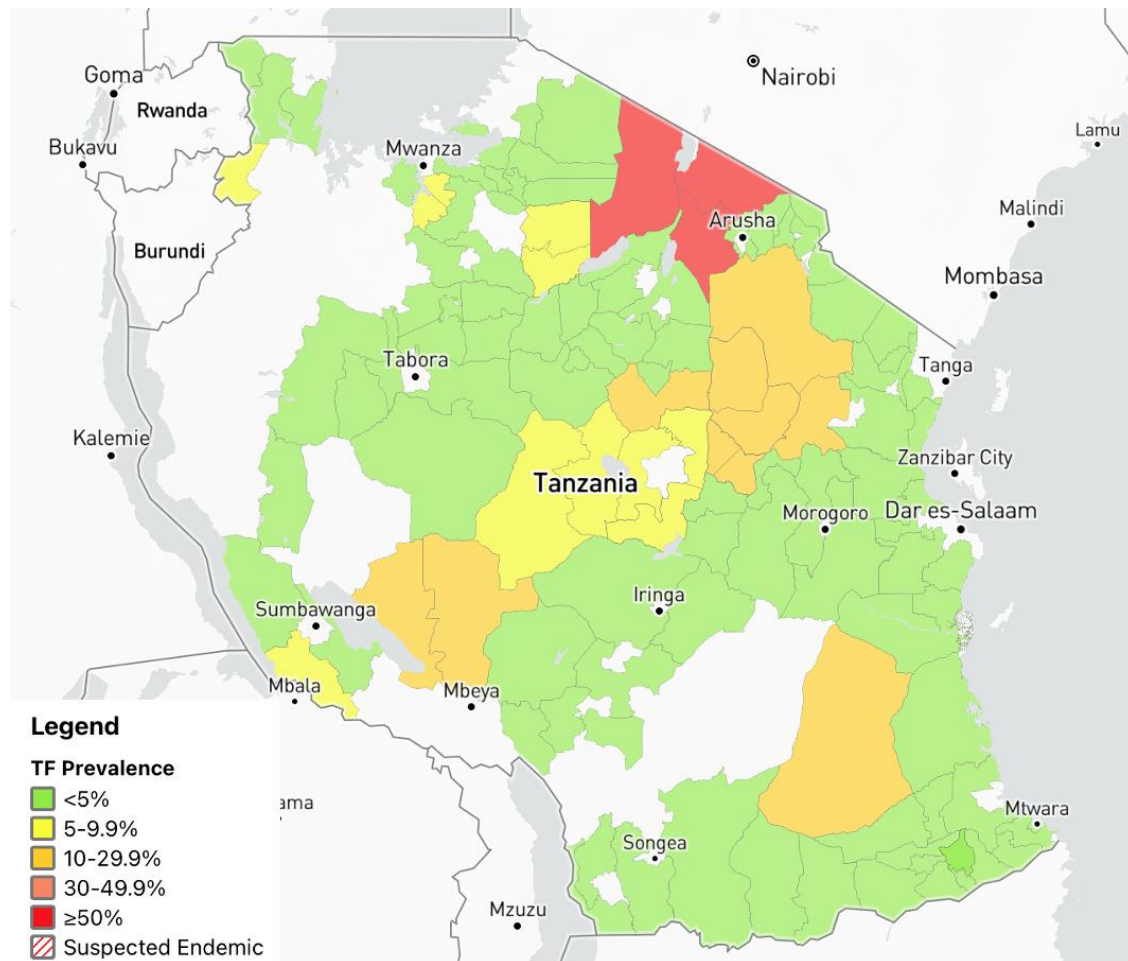 Nairobi
Goma
Rwanda
Lamu
Bukavu
Mwanza
Malindi
Arusha
Burundi
Mombasa
Tabora
Tanga
Kalemie
Zanzibar City
Tanzania
Morogoro
Dar es-Salaam
Iringa
Sumbawanga
Mbala
Mbeya
Legend
TF Prevalence
<5%
5-9.9%
10-29.9%
30-49.9%
≥50%
Suspected Endemic
ama
Mtwara
Songea
Mzuzu